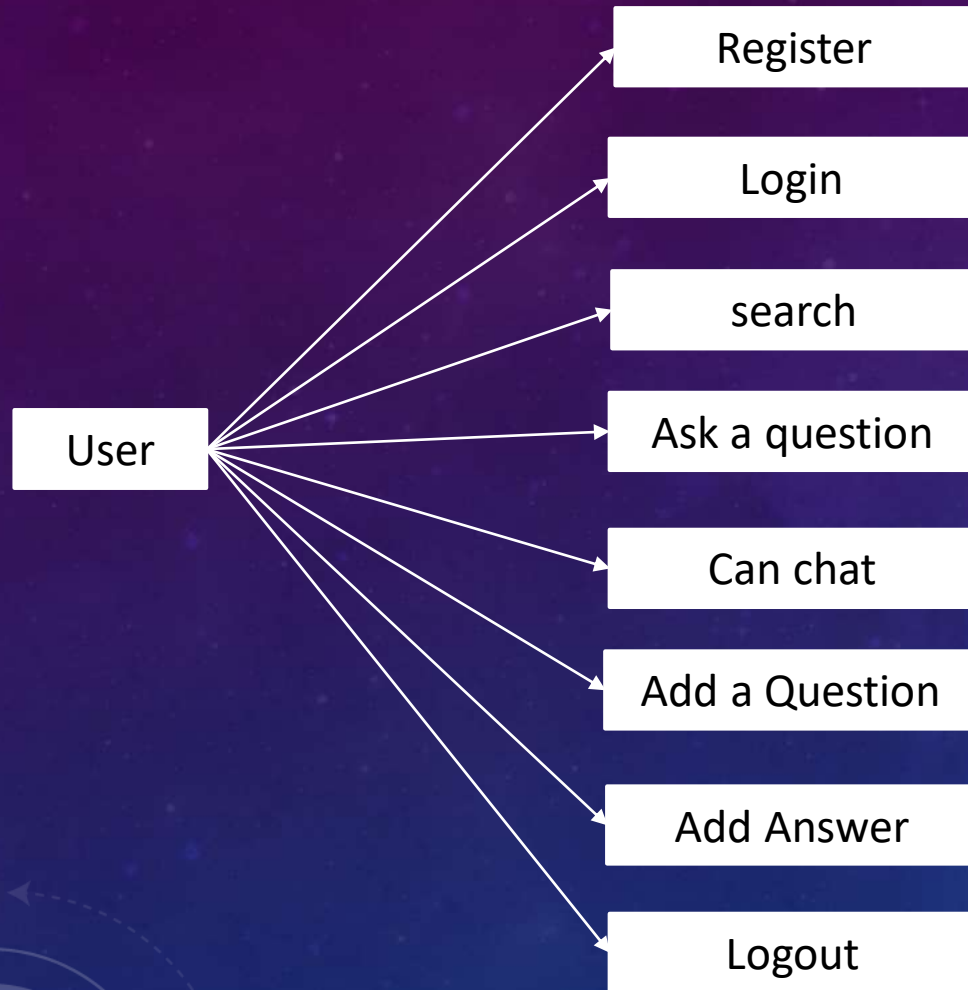 Register
Login
search
Ask a question
User
Can chat
Add a Question
Add Answer
Logout